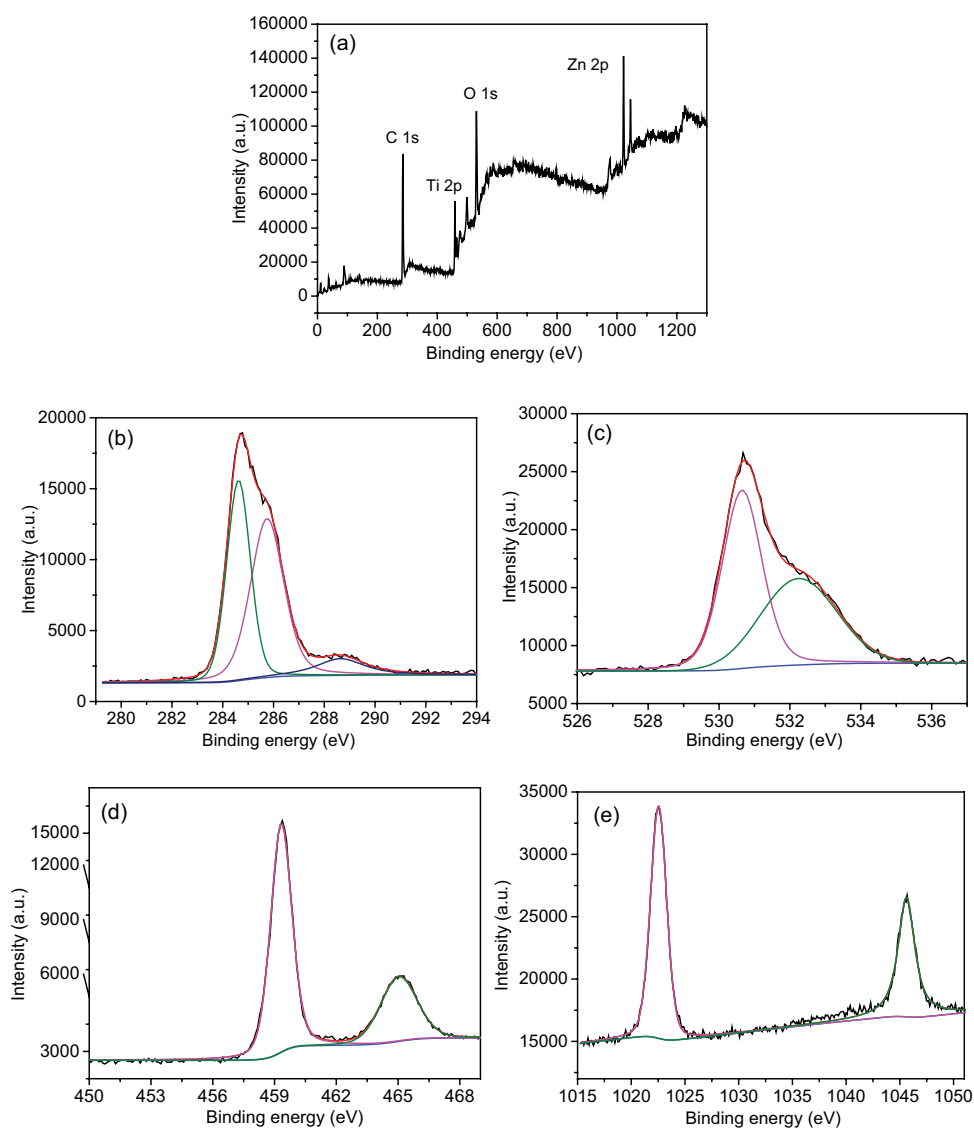 (a)
160000
140000
120000
100000
80000
60000
40000
20000
0
Intensity (a.u.)
C 1s
Ti 2p
O 1s
Zn 2p
0 200 400 600 800 1000 1200
Binding energy (eV)
(b)
20000
15000
10000
5000
0
Intensity (a.u.)
280 282 284 286 288 290 292 294
Binding energy (eV)
(c)
30000
25000
20000
15000
10000
5000
Intensity (a.u.)
526 528 530 532 534 536
Binding energy (eV)
(d)
15000
12000
9000
6000
3000
Intensity (a.u.)
450 453 456 459 462 465 468
Binding energy (eV)
(e)
35000
30000
25000
20000
15000
Intensity (a.u.)
1015 1020 1025 1030 1035 1040 1045 1050
Binding energy (eV)